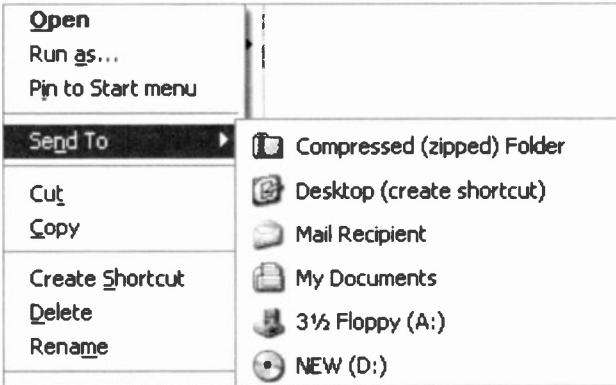 Open
Run as...
Pin to Start menu
Send To
Cut
Copy
Create Shortcut
Delete
Rename
Compressed (zipped) Folder
Desktop (create shortcut)
Mail Recipient
My Documents
3½ Floppy (A:)
NEW (D:)